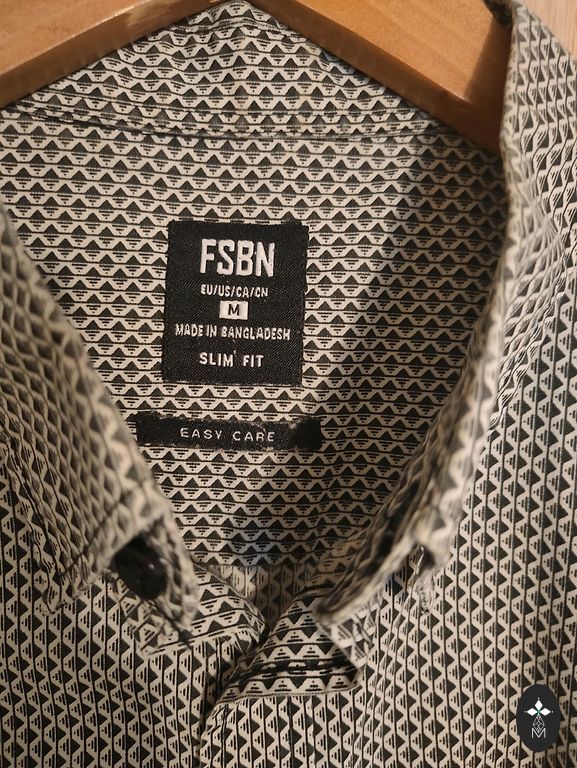 FSBN
EU/US/CA/CN
M
MADE IN BANGLADESH
SLIM FIT
EASY CARE